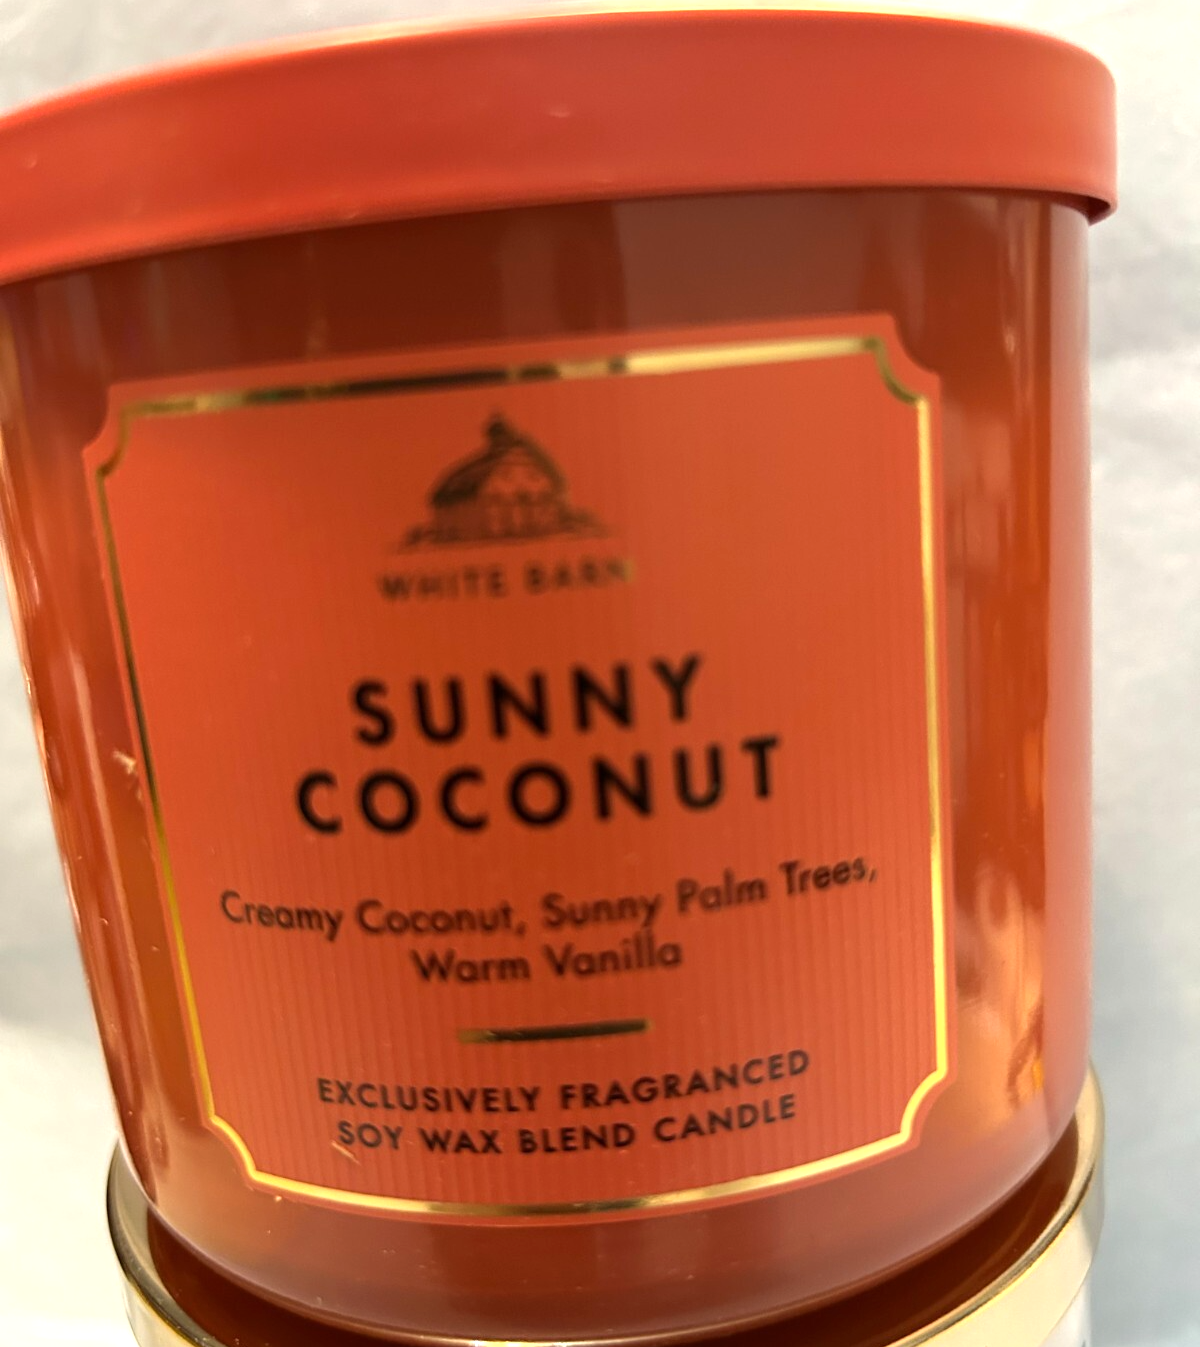 WHITE BARN
SUNNY
COCONUT
Creamy Coconut, Sunny Palm Trees,
Warm Vanilla
EXCLUSIVELY FRAGRANCED
SOY WAX BLEND CANDLE